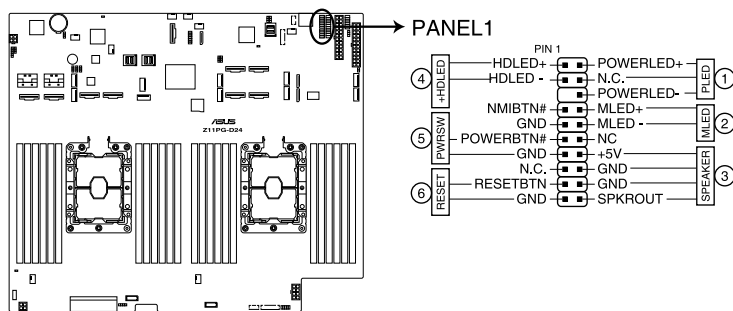 PANEL1
PIN 1
HDLED+ POWERLED+
HDLED - N.C.
POWERLED-
NMIBTN# MLED+
GND MLED -
POWERBTN# NC
GND +5V
N.C. GND
RESETBTN GND
GND SPKROUT
4 +HDLED
5 PWRSW
6 RESET
PLED 1
MLED 2
SPEAKER 3
/SUS
Z11PG-D24